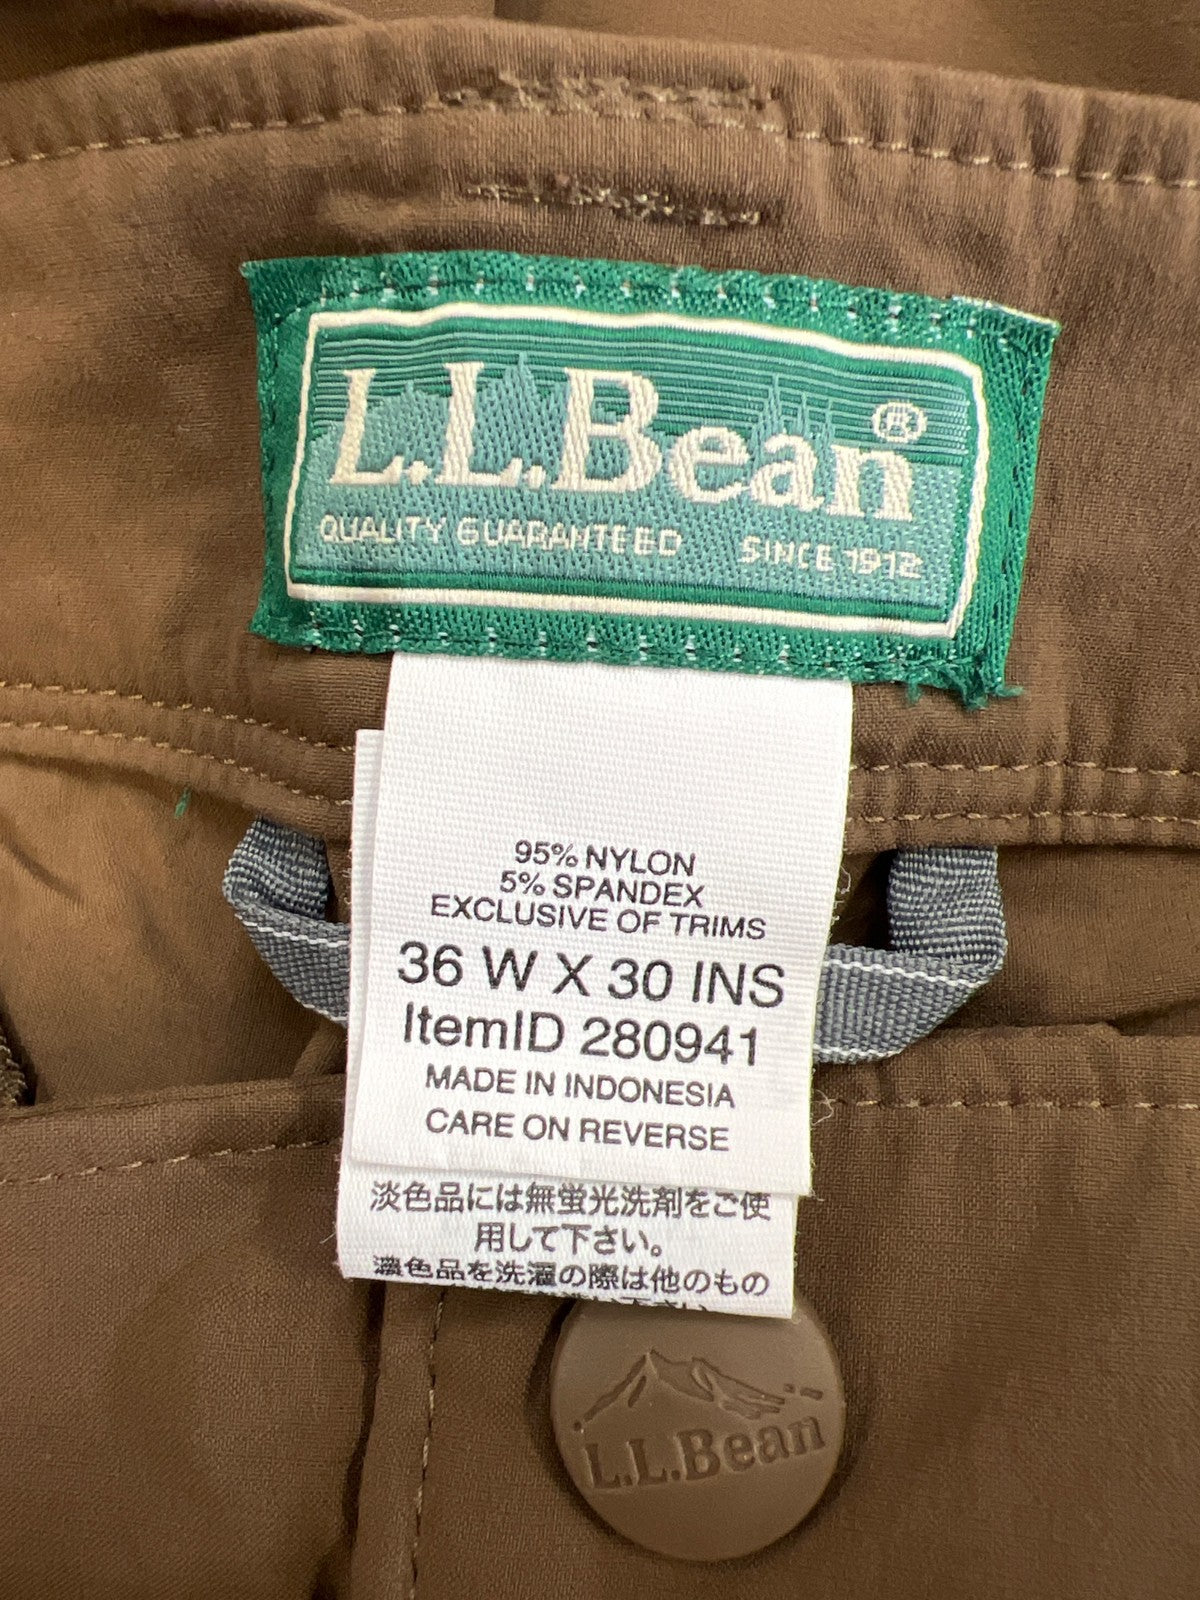 L.L.Bean®
QUALITY GUARANTEED SINCE 1912
95% NYLON
5% SPANDEX
EXCLUSIVE OF TRIMS
36 W X 30 INS
ItemID 280941
MADE IN INDONESIA
CARE ON REVERSE
淡色品には無蛍光洗剤をご使
用して下さい。
濃色品を洗濯の際は他のもの
L.L.Bean